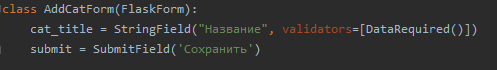 class AddCatForm(FlaskForm):
    cat_title = StringField("Название", validators=[DataRequired()])
    submit = SubmitField('Сохранить')